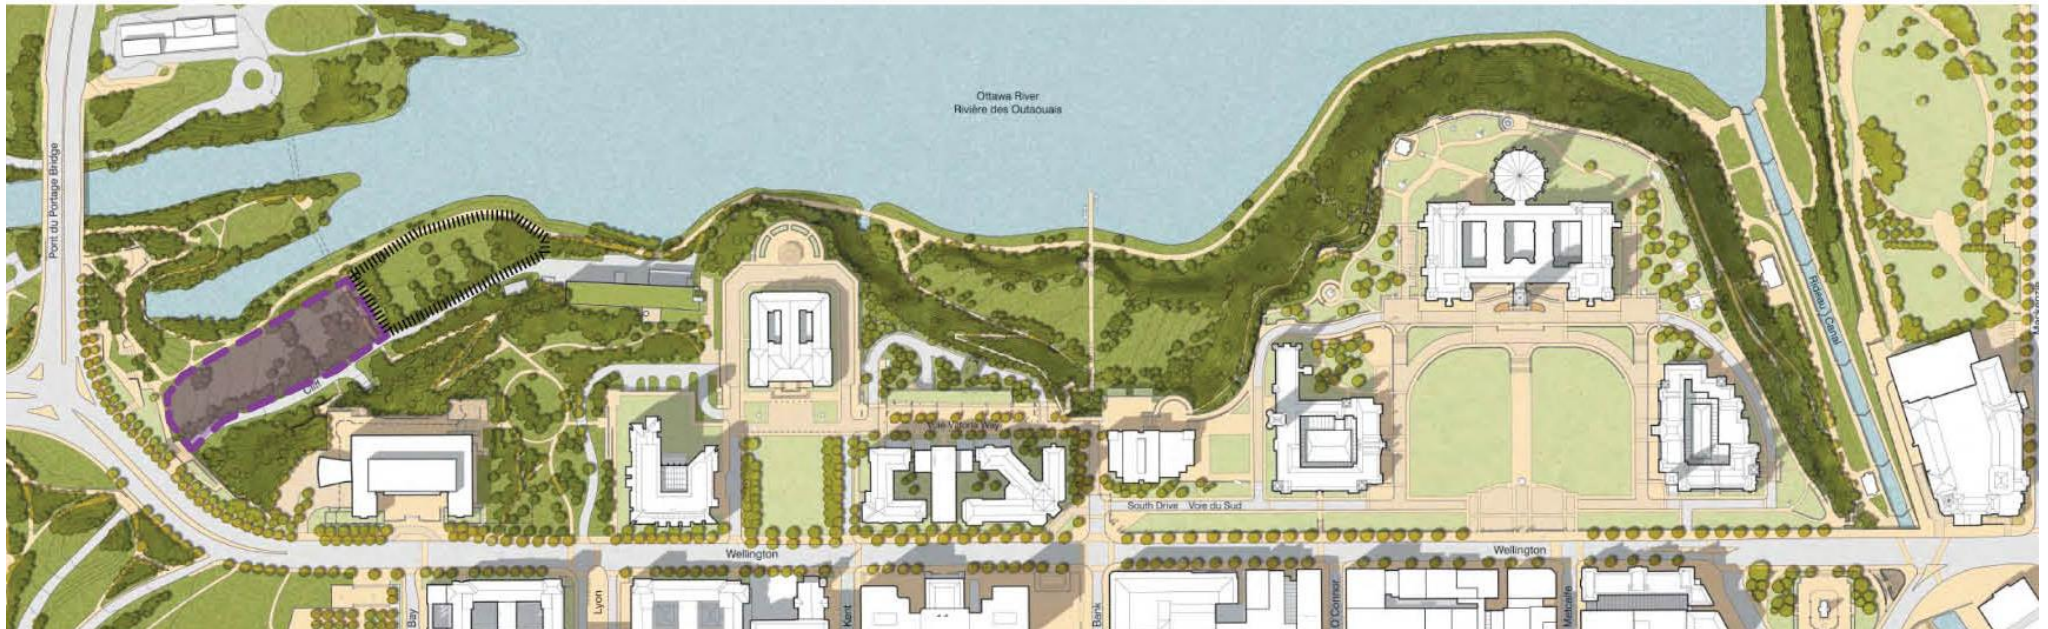 Ottawa River
Rivière des Outaouais
Pont du Portage Bridge
Rideau Canal
Mackenzie
Cliff
South Drive Voie du Sud
Wellington
Wellington
Bay
Lyon
Kent
Bank
O'Connor
Metcalfe